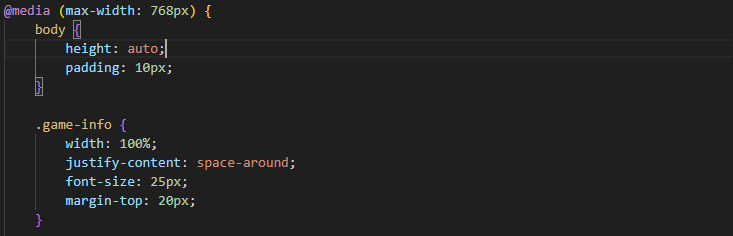 @media (max-width: 768px) {
    body {
        height: auto;
        padding: 10px;
    }

    .game-info {
        width: 100%;
        justify-content: space-around;
        font-size: 25px;
        margin-top: 20px;
    }